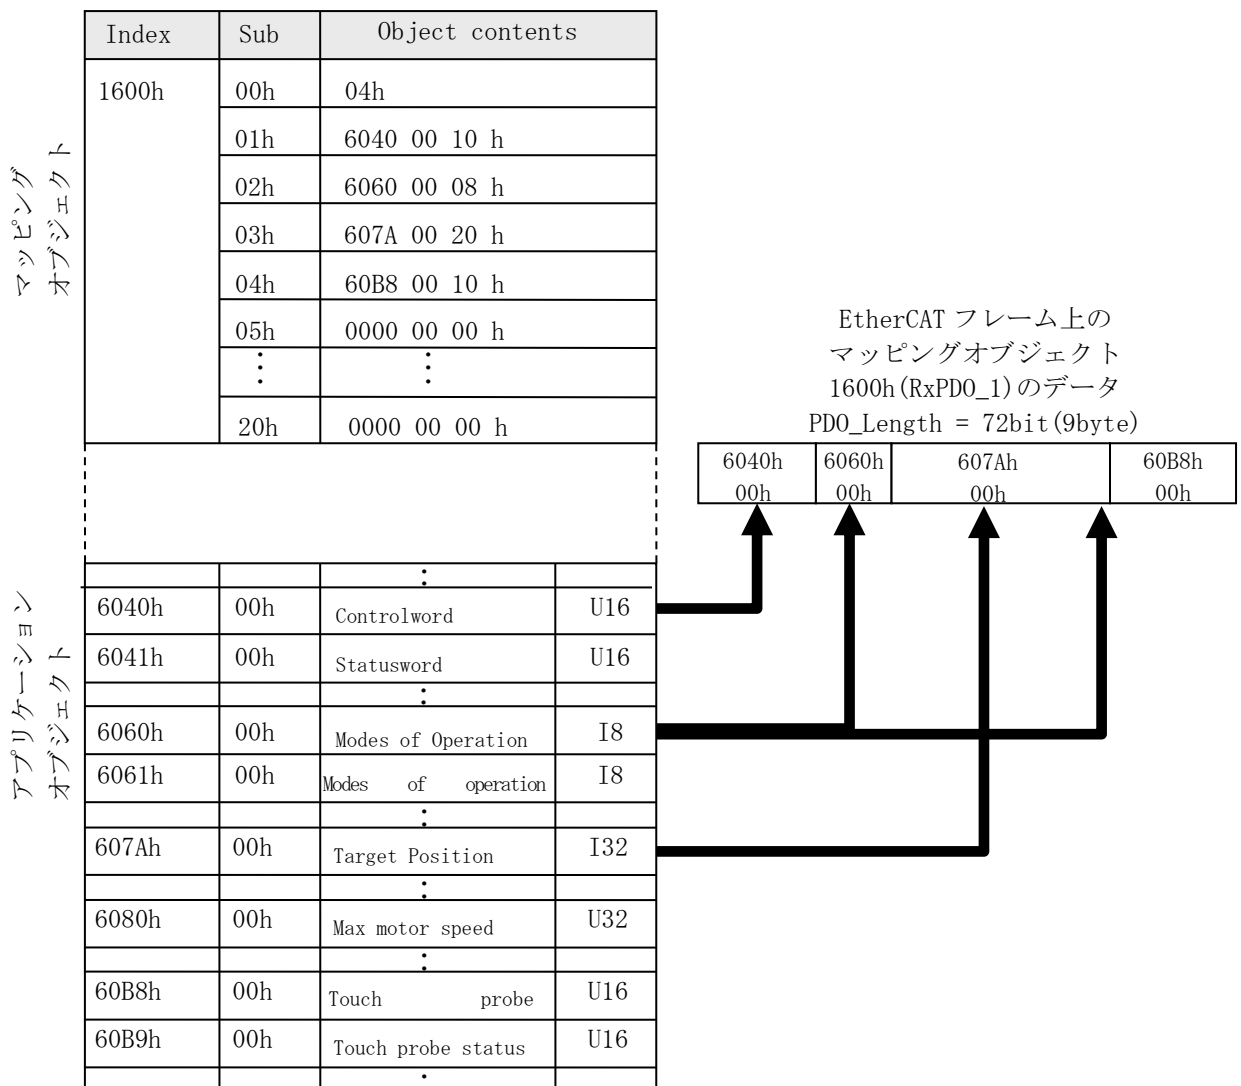 Index Sub Object contents
1600h 00h 04h
01h 6040 00 10 h
02h 6060 00 08 h
03h 607A 00 20 h
04h 60B8 00 10 h
05h 0000 00 00 h
: :
20h 0000 00 00 h
マッピング
オブジェクト
EtherCAT フレーム上の
マッピングオブジェクト
1600h(RxPDO_1)のデータ
PDO_Length = 72bit(9byte)
6040h 6060h 607Ah 60B8h
00h 00h 00h 00h
アプリケーション
オブジェクト
:
6040h 00h Controlword U16
6041h 00h Statusword U16
:
6060h 00h Modes of Operation I8
6061h 00h Modes of operation I8
:
607Ah 00h Target Position I32
:
6080h 00h Max motor speed U32
:
60B8h 00h Touch probe U16
60B9h 00h Touch probe status U16